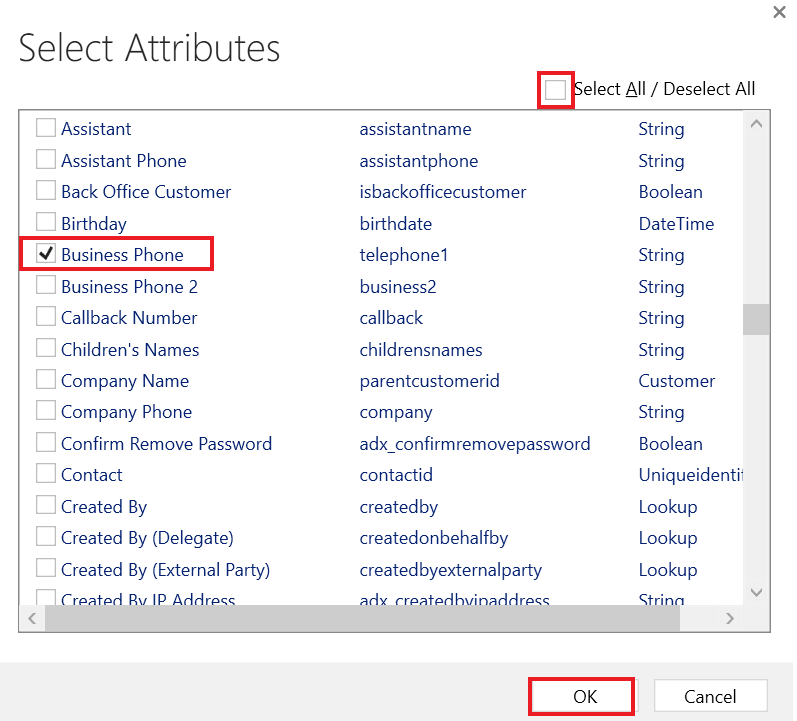 Select Attributes
Select All / Deselect All
Assistant assistantname String
Assistant Phone assistantphone String
Back Office Customer isbackofficecustomer Boolean
Birthday birthdate DateTime
Business Phone telephone1 String
Business Phone 2 business2 String
Callback Number callback String
Children's Names childrensnames String
Company Name parentcustomerid Customer
Company Phone company String
Confirm Remove Password adx_confirmremovepassword Boolean
Contact contactid Uniqueidentif
Created By createdby Lookup
Created By (Delegate) createdonbehalfby Lookup
Created By (External Party) createdbyexternalparty Lookup
Created By IP Address adx_createdbyipaddress String
OK Cancel